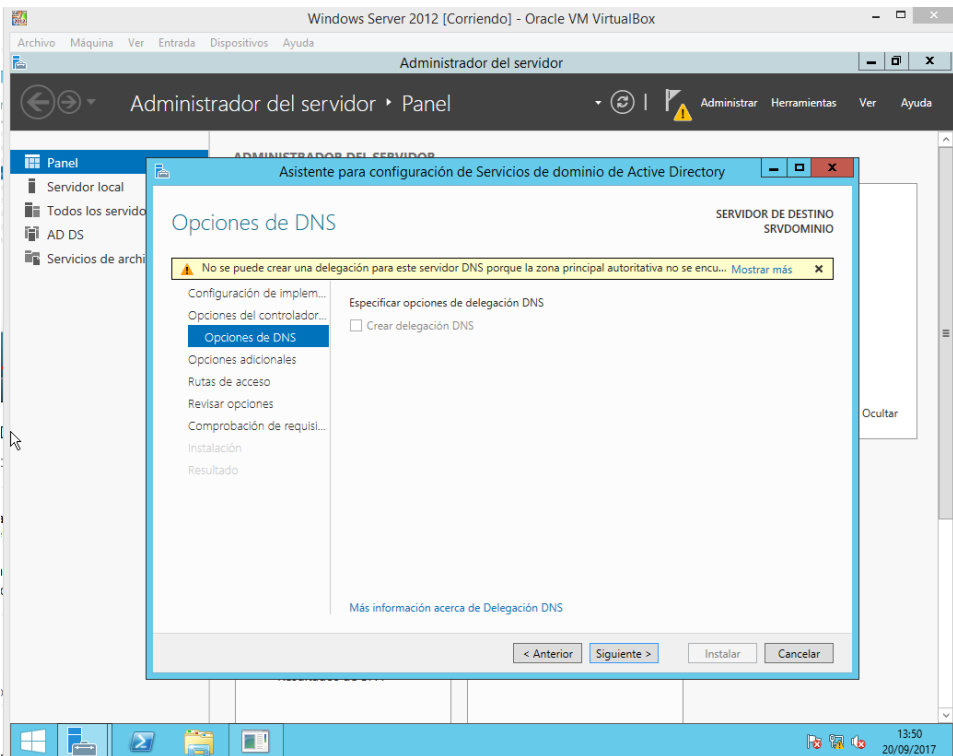 Windows Server 2012 [Corriendo] - Oracle VM VirtualBox
Archivo Máquina Ver Entrada Dispositivos Ayuda
Administrador del servidor
Administrador del servidor ‣ Panel
Administrar Herramientas Ver Ayuda
Panel
Servidor local
Todos los servido
AD DS
Servicios de archi
ADMINISTRADOR DEL SERVIDOR
Asistente para configuración de Servicios de dominio de Active Directory
Opciones de DNS
SERVIDOR DE DESTINO
SRVDOMINIO
No se puede crear una delegación para este servidor DNS porque la zona principal autoritativa no se encu... Mostrar más x
Configuración de implem...
Opciones del controlador...
Opciones de DNS
Opciones adicionales
Rutas de acceso
Revisar opciones
Comprobación de requisi...
Instalación
Resultado
Especificar opciones de delegación DNS
Crear delegación DNS
Más información acerca de Delegación DNS
Ocultar
< Anterior Siguiente > Instalar Cancelar
13:50
20/09/2017